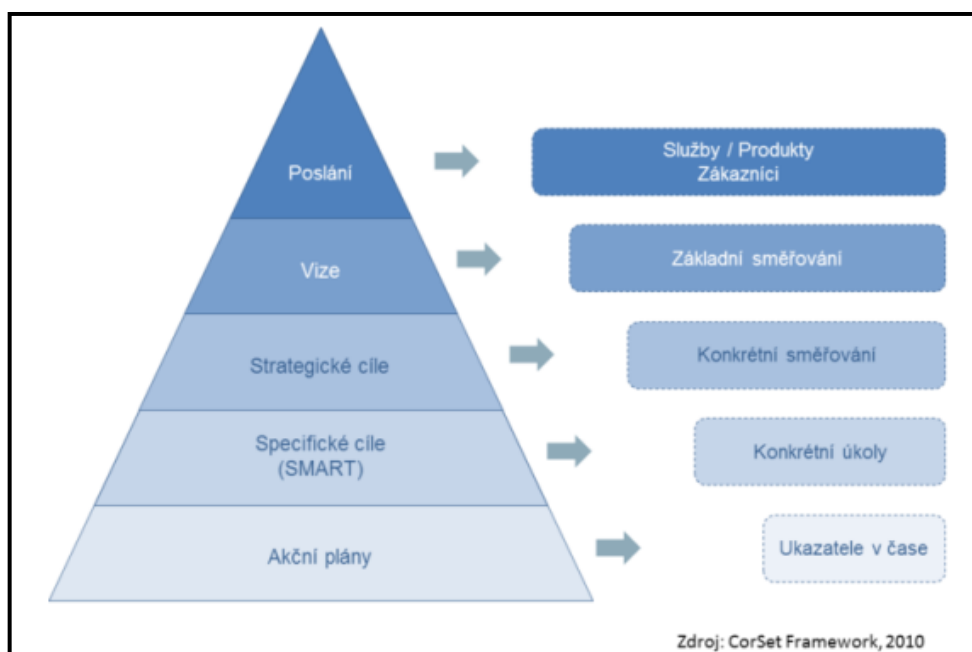 Poslání
Služby / Produkty
Zákazníci
Vize
Základní směřování
Strategické cíle
Konkrétní směřování
Specifické cíle
(SMART)
Konkrétní úkoly
Akční plány
Ukazatele v čase
Zdroj: CorSet Framework, 2010